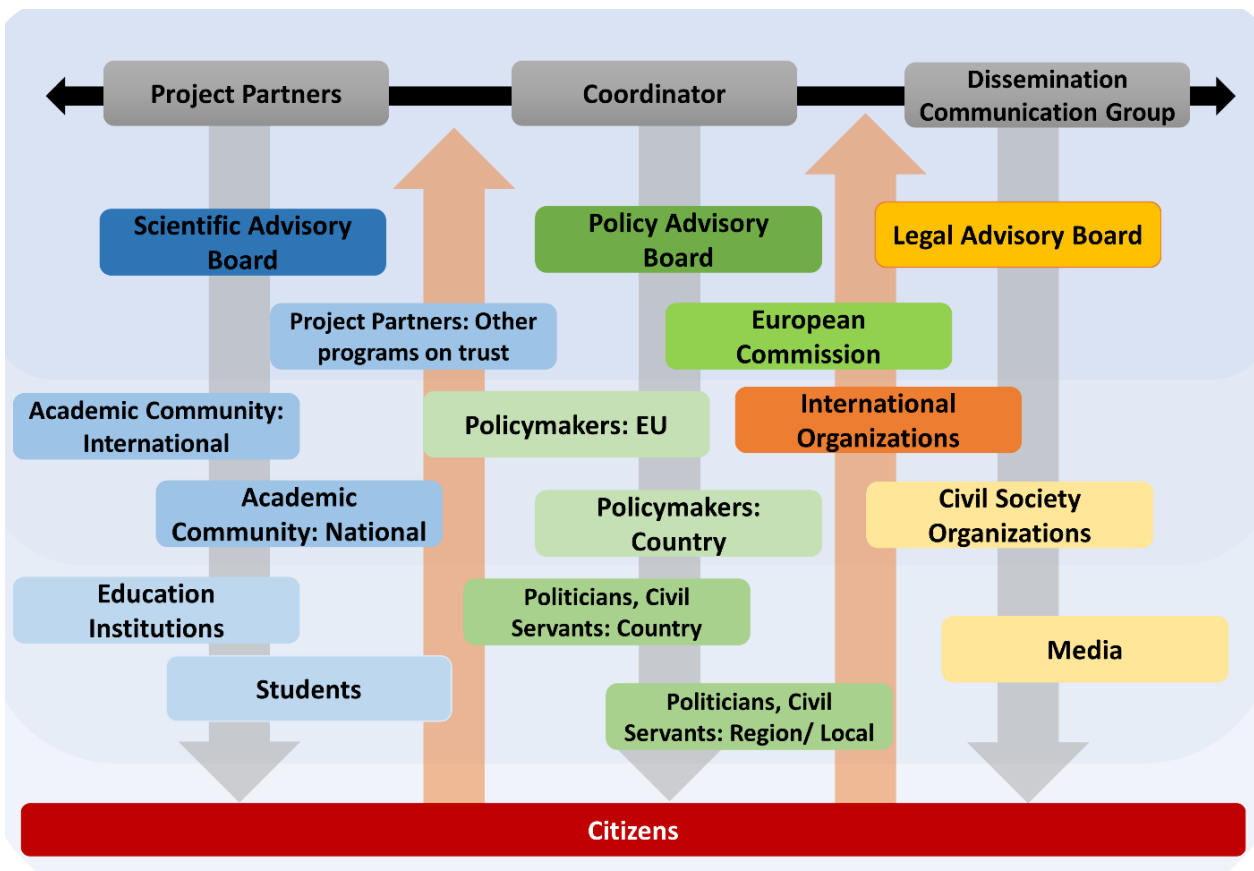 Project Partners
Coordinator
Dissemination
Communication Group
Scientific Advisory
Board
Policy Advisory
Board
Legal Advisory Board
Project Partners: Other
programs on trust
European
Commission
Academic Community:
International
Policymakers: EU
International
Organizations
Academic
Community: National
Policymakers:
Country
Civil Society
Organizations
Education
Institutions
Politicians, Civil
Servants: Country
Media
Students
Politicians, Civil
Servants: Region/ Local
Citizens